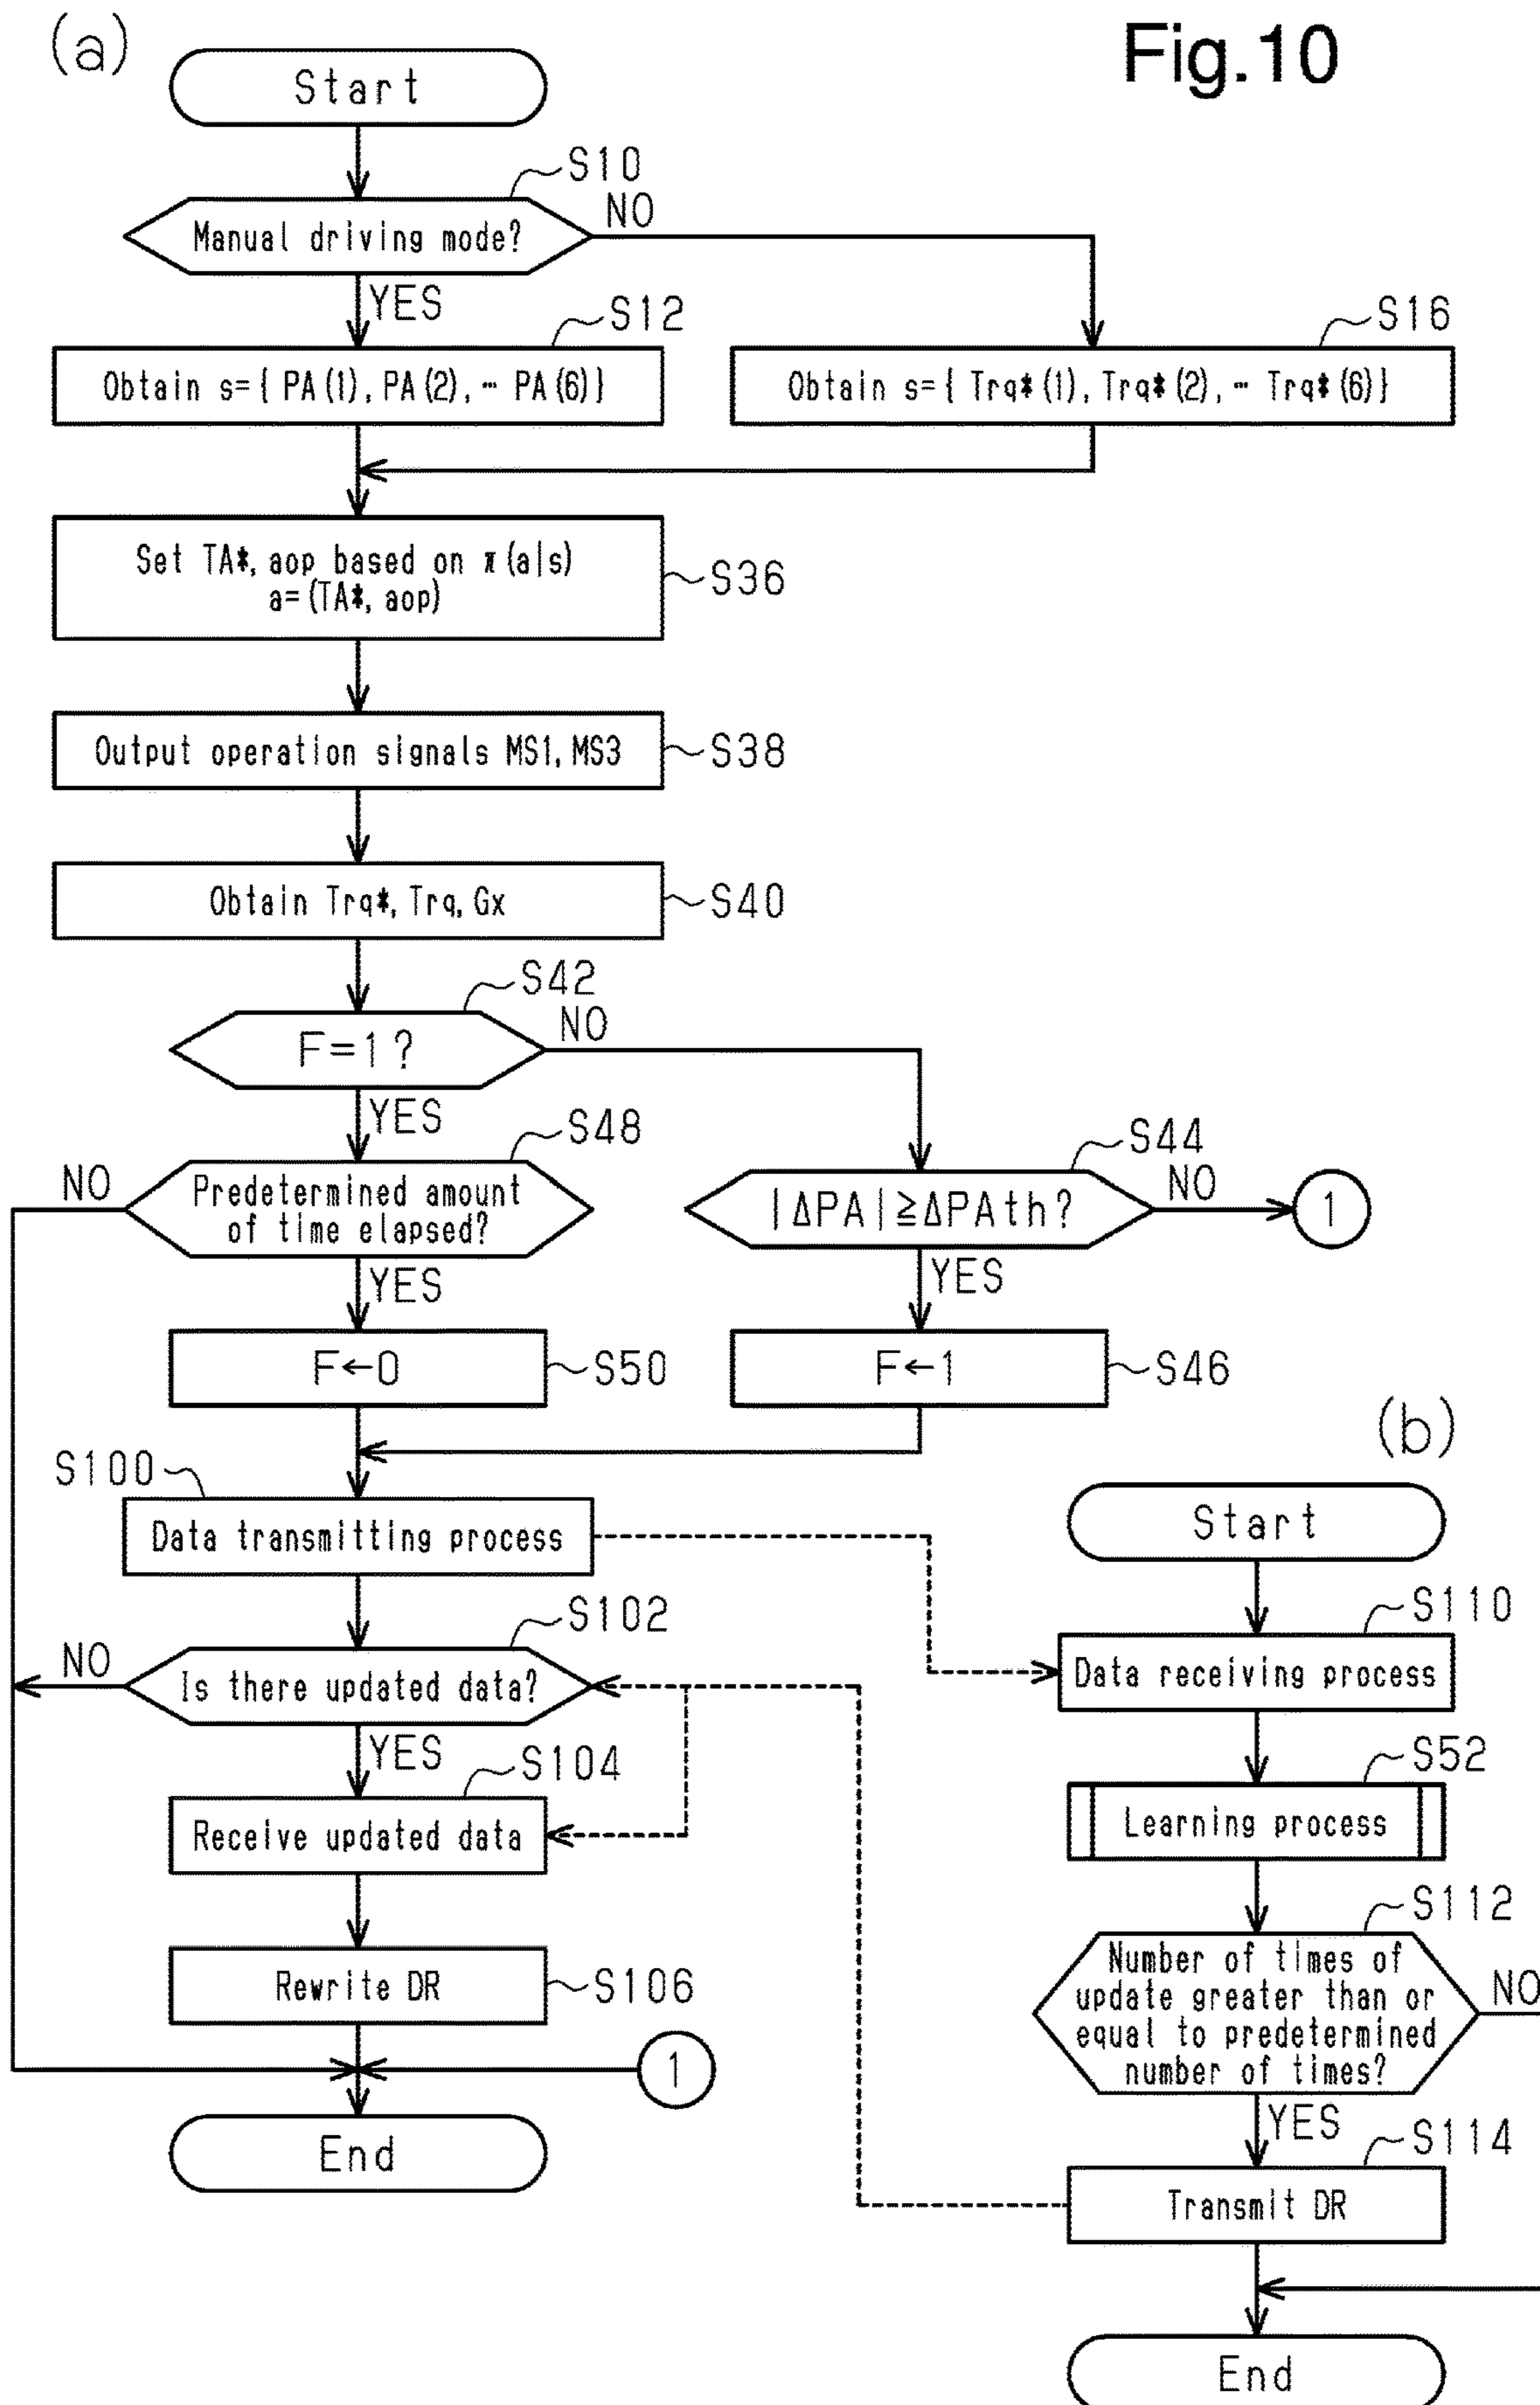 (a)
Fig.10
Start
S10
Manual driving mode?
NO
YES
S12
Obtain s={ PA(1), PA(2), ‥ PA(6)}
S16
Obtain s={ Trq*(1), Trq*(2), ‥ Trq*(6)}
Set TA*, aop based on π(a|s)
a=(TA*, aop)
S36
Output operation signals MS1, MS3
S38
Obtain Trq*, Trq, Gx
S40
S42
F=1?
NO
YES
S48
NO
Predetermined amount
of time elapsed?
YES
S44
|ΔPA|≧ΔPAth?
NO
1
YES
F←0
S50
F←1
S46
S100
Data transmitting process
S102
NO
Is there updated data?
YES
S104
Receive updated data
Rewrite DR
S106
1
End
(b)
Start
S110
Data receiving process
S52
Learning process
S112
Number of times of
update greater than or
equal to predetermined
number of times?
NO
YES
S114
Transmit DR
End